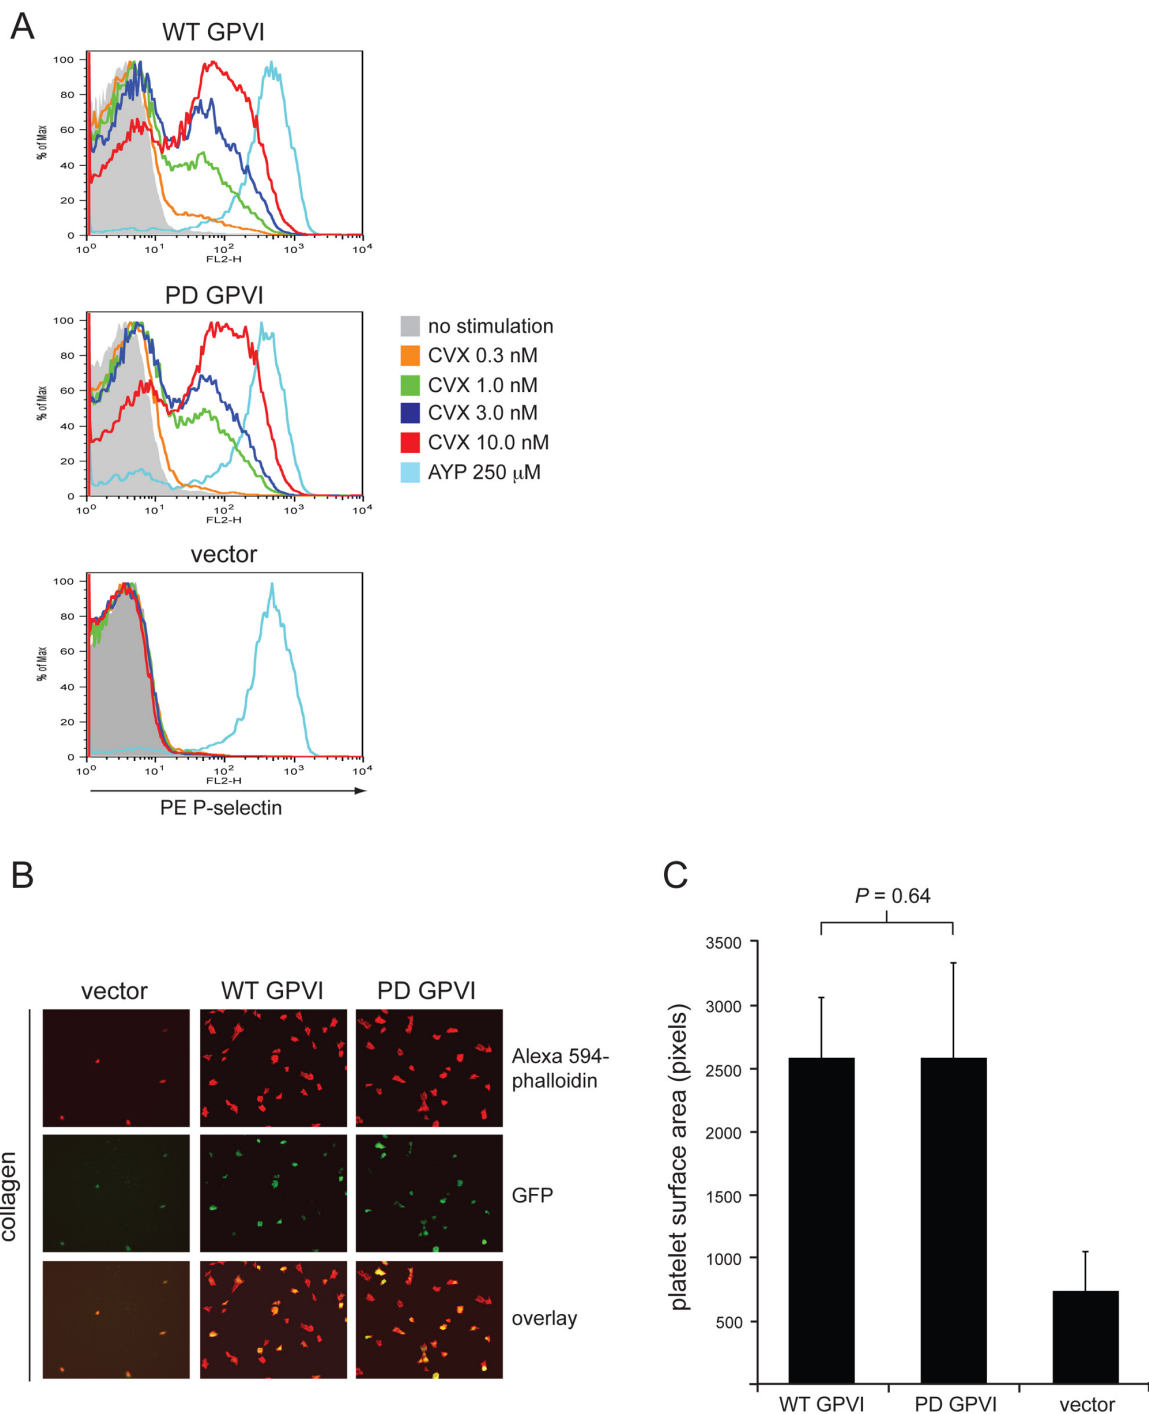 A
WT GPVI
100
80
60
40
20
0
% of Max
10⁰ 10¹ 10² 10³ 10⁴
FL2-H
PD GPVI
100
80
60
40
20
0
% of Max
10⁰ 10¹ 10² 10³ 10⁴
FL2-H
no stimulation
CVX 0.3 nM
CVX 1.0 nM
CVX 3.0 nM
CVX 10.0 nM
AYP 250 μM
vector
100
80
60
40
20
0
% of Max
10⁰ 10¹ 10² 10³ 10⁴
FL2-H
PE P-selectin
B
vector WT GPVI PD GPVI
collagen
Alexa 594-
phalloidin
GFP
overlay
C
P = 0.64
platelet surface area (pixels)
3500
3000
2500
2000
1500
1000
500
WT GPVI PD GPVI vector